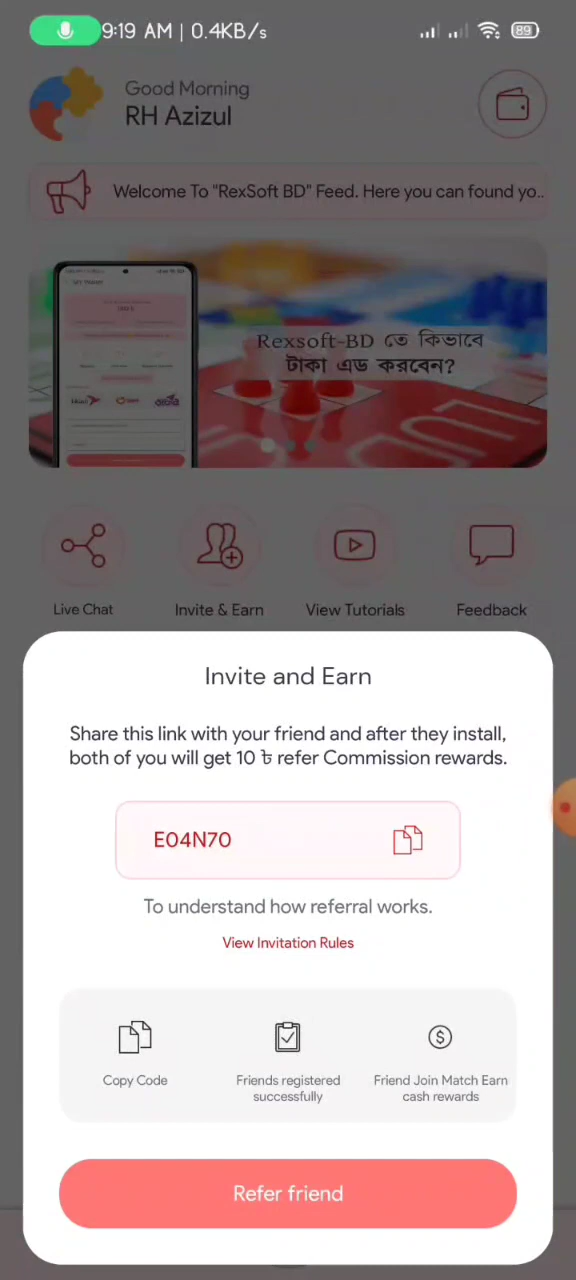 9:19 AM | 0.4KB/s
89
Good Morning
RH Azizul
Welcome To "RexSoft BD" Feed. Here you can found yo..
Rexsoft-BD তে কিভাবে
টাকা এড করবেন?
Live Chat
Invite & Earn
View Tutorials
Feedback
Invite and Earn
Share this link with your friend and after they install,
both of you will get 10 ৳ refer Commission rewards.
E04N70
To understand how referral works.
View Invitation Rules
Copy Code
Friends registered
successfully
Friend Join Match Earn
cash rewards
Refer friend